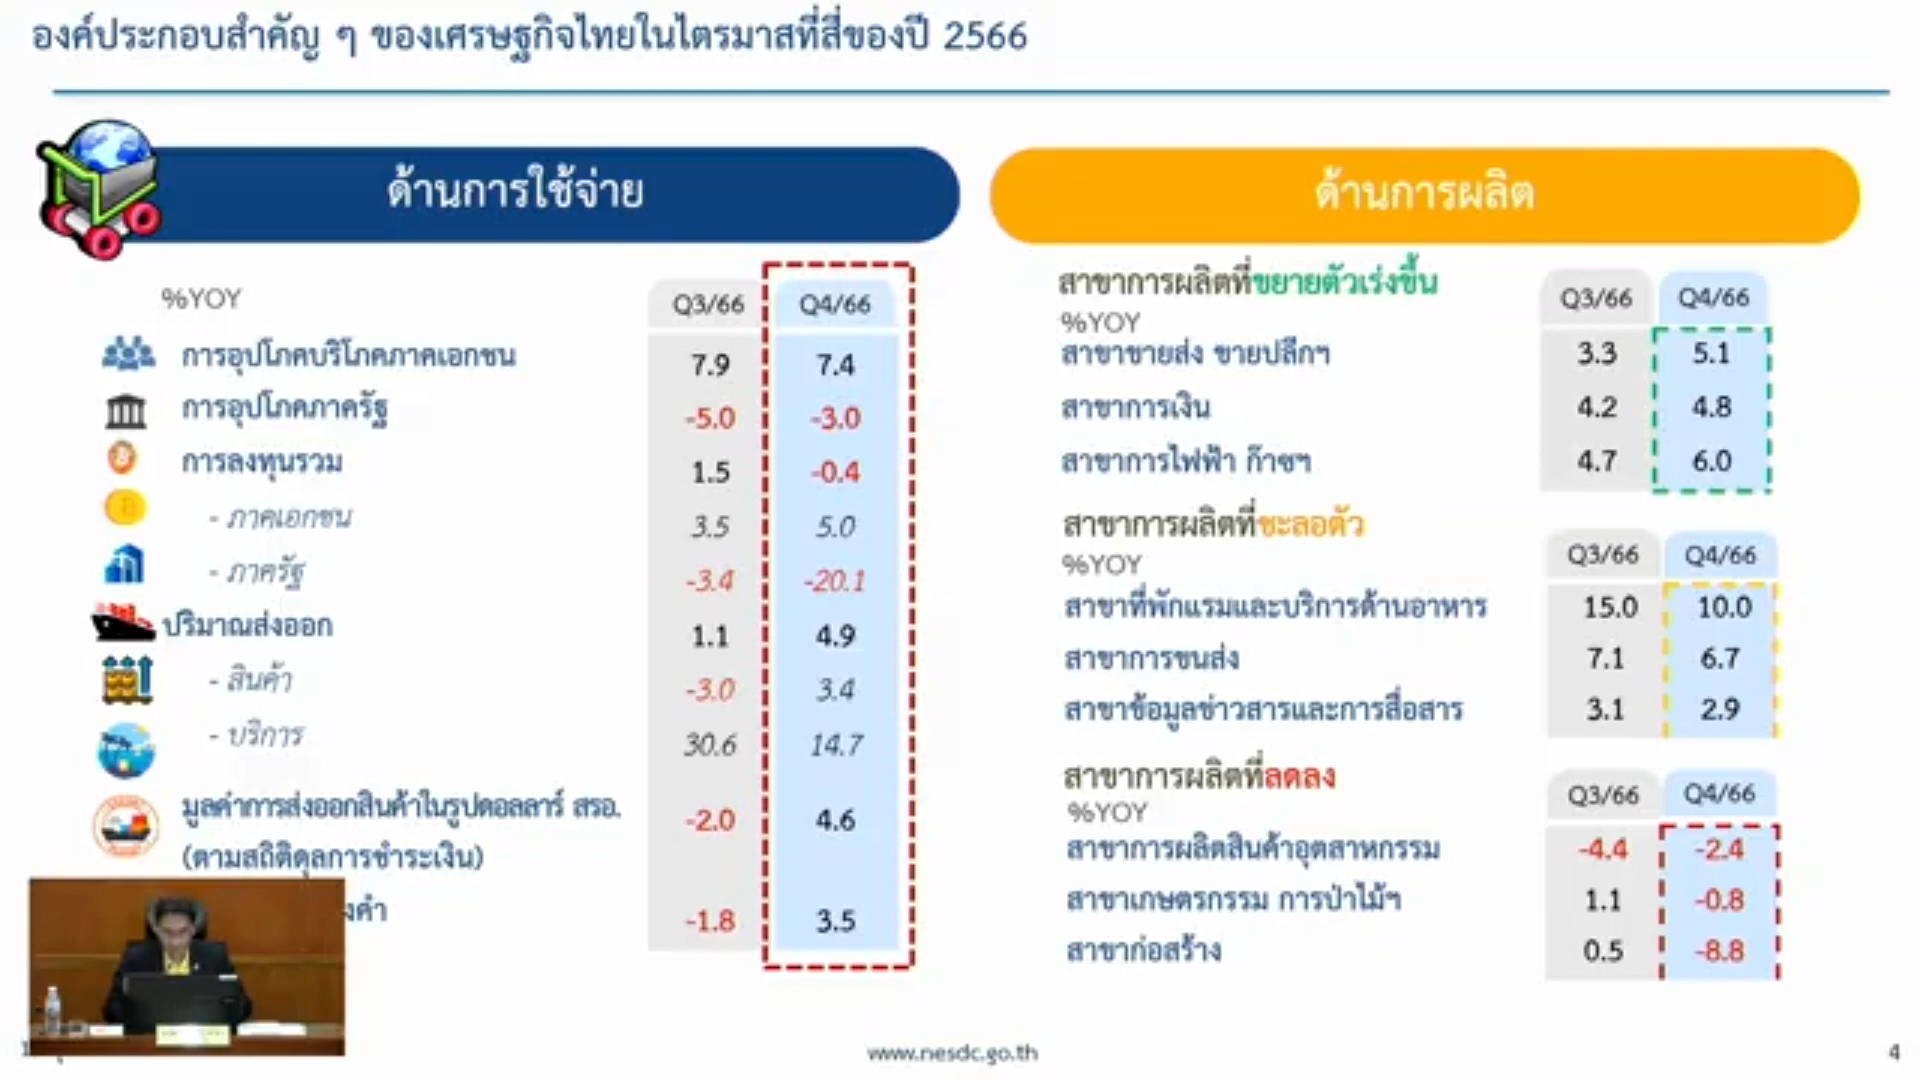 องค์ประกอบสำคัญ ๆ ของเศรษฐกิจไทยในไตรมาสที่สี่ของปี 2566
ด้านการใช้จ่าย
%YOY Q3/66 Q4/66
การอุปโภคบริโภคภาคเอกชน 7.9 7.4
การอุปโภคภาครัฐ -5.0 -3.0
การลงทุนรวม 1.5 -0.4
- ภาคเอกชน 3.5 5.0
- ภาครัฐ -3.4 -20.1
ปริมาณส่งออก 1.1 4.9
- สินค้า -3.0 3.4
- บริการ 30.6 14.7
มูลค่าการส่งออกสินค้าในรูปดอลลาร์ สรอ. -2.0 4.6
(ตามสถิติดุลการชำระเงิน)
-1.8 3.5
ด้านการผลิต
สาขาการผลิตที่ขยายตัวเร่งขึ้น Q3/66 Q4/66
%YOY
สาขาขายส่ง ขายปลีกฯ 3.3 5.1
สาขาการเงิน 4.2 4.8
สาขาการไฟฟ้า ก๊าซฯ 4.7 6.0
สาขาการผลิตที่ชะลอตัว Q3/66 Q4/66
%YOY
สาขาที่พักแรมและบริการด้านอาหาร 15.0 10.0
สาขาการขนส่ง 7.1 6.7
สาขาข้อมูลข่าวสารและการสื่อสาร 3.1 2.9
สาขาการผลิตที่ลดลง Q3/66 Q4/66
%YOY
สาขาการผลิตสินค้าอุตสาหกรรม -4.4 -2.4
สาขาเกษตรกรรม การป่าไม้ฯ 1.1 -0.8
สาขาก่อสร้าง 0.5 -8.8
www.nesdc.go.th
4